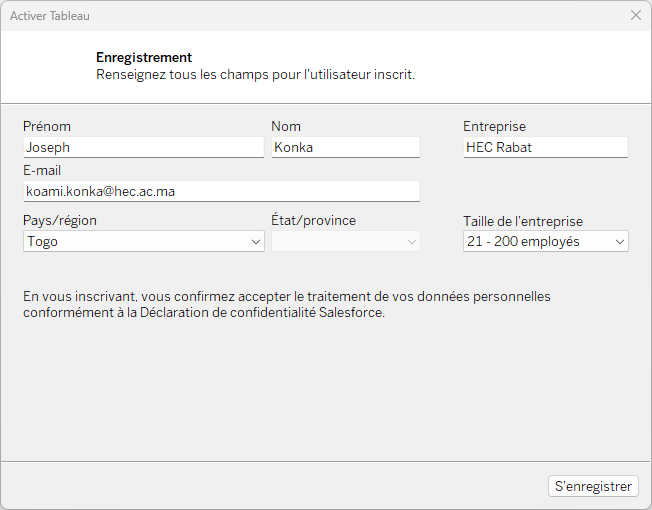 Activer Tableau
Enregistrement
Renseignez tous les champs pour l'utilisateur inscrit.
Prénom Nom Entreprise
Joseph Konka HEC Rabat
E-mail
koami.konka@hec.ac.ma
Pays/région État/province Taille de l'entreprise
Togo 21 - 200 employés
En vous inscrivant, vous confirmez accepter le traitement de vos données personnelles
conformément à la Déclaration de confidentialité Salesforce.
S'enregistrer